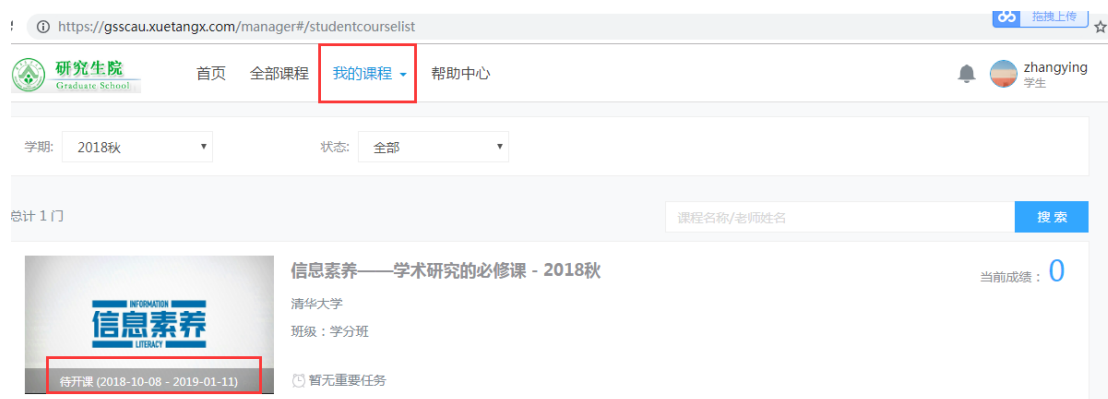 https://gsscau.xuetangx.com/manager#/studentcourselist
拖拽上传
研究生院
Graduate School
首页 全部课程 我的课程 帮助中心
zhangying
学生
学期: 2018秋 状态: 全部
总计 1 门
课程名称/老师姓名
搜 索
INFORMATION
信息素养
LITERACY
待开课 (2018-10-08 - 2019-01-11)
信息素养——学术研究的必修课 - 2018秋
当前成绩：0
清华大学
班级：学分班
暂无重要任务